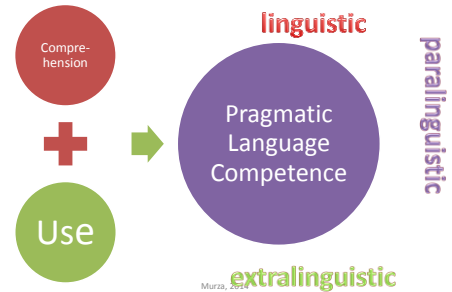 Compre-
hension
Use
linguistic
Pragmatic
Language
Competence
paralinguistic
extralinguistic
Murza, 2014